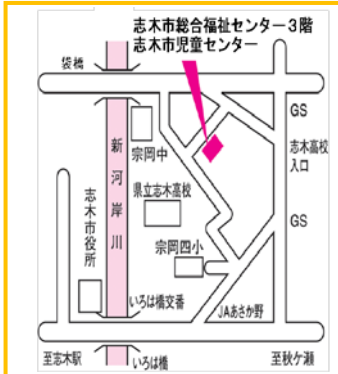 志木市総合福祉センター3階
志木市児童センター
袋橋
GS
宗岡中
志木高校
入口
新河岸川
県立志木高校
志木市役所
GS
宗岡四小
いろは橋交番
JAあさか野
至志木駅
いろは橋
至秋ケ瀬